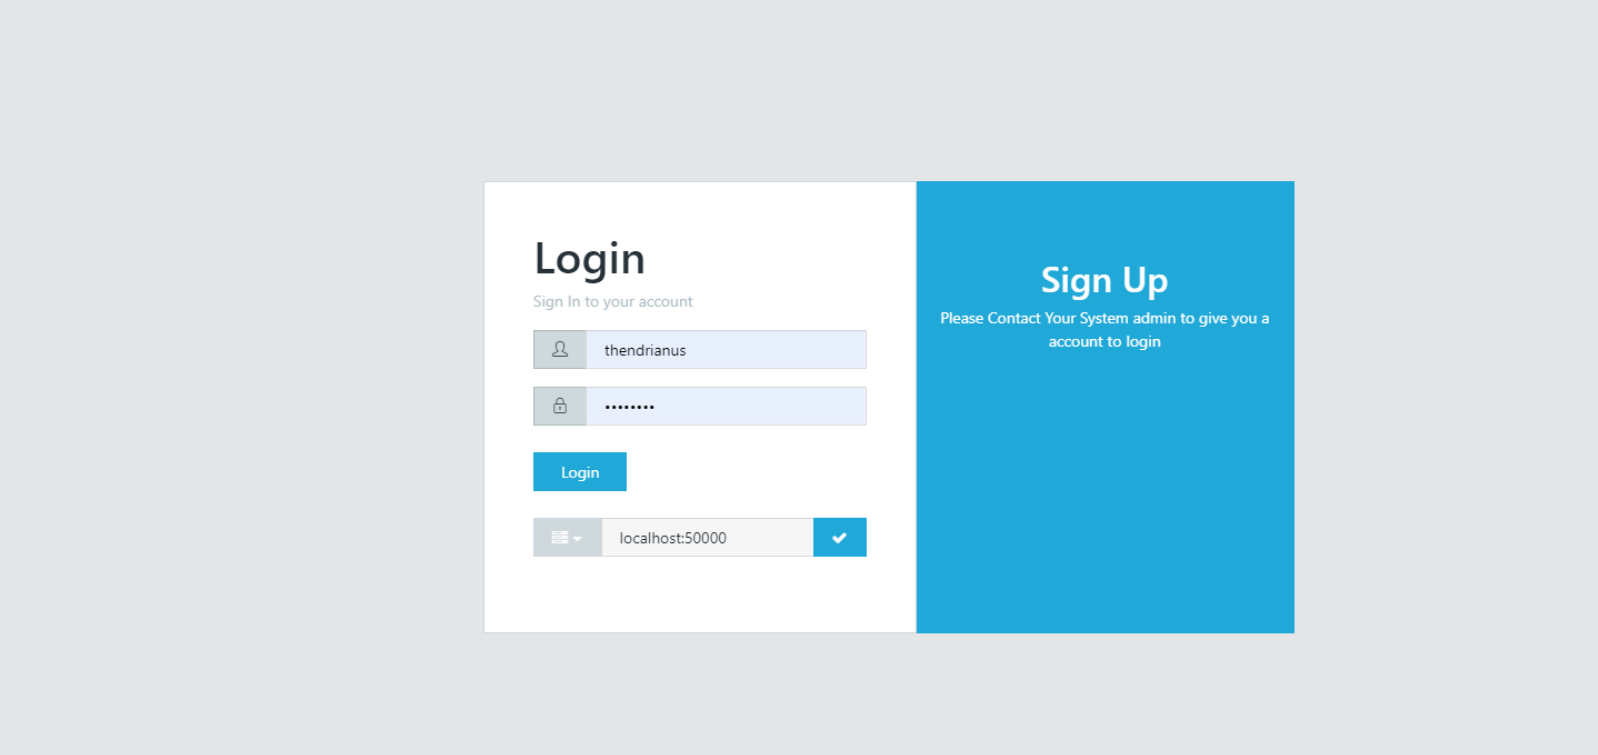 Login
Sign In to your account
thendrianus
••••••••
Login
localhost:50000
Sign Up
Please Contact Your System admin to give you a
account to login